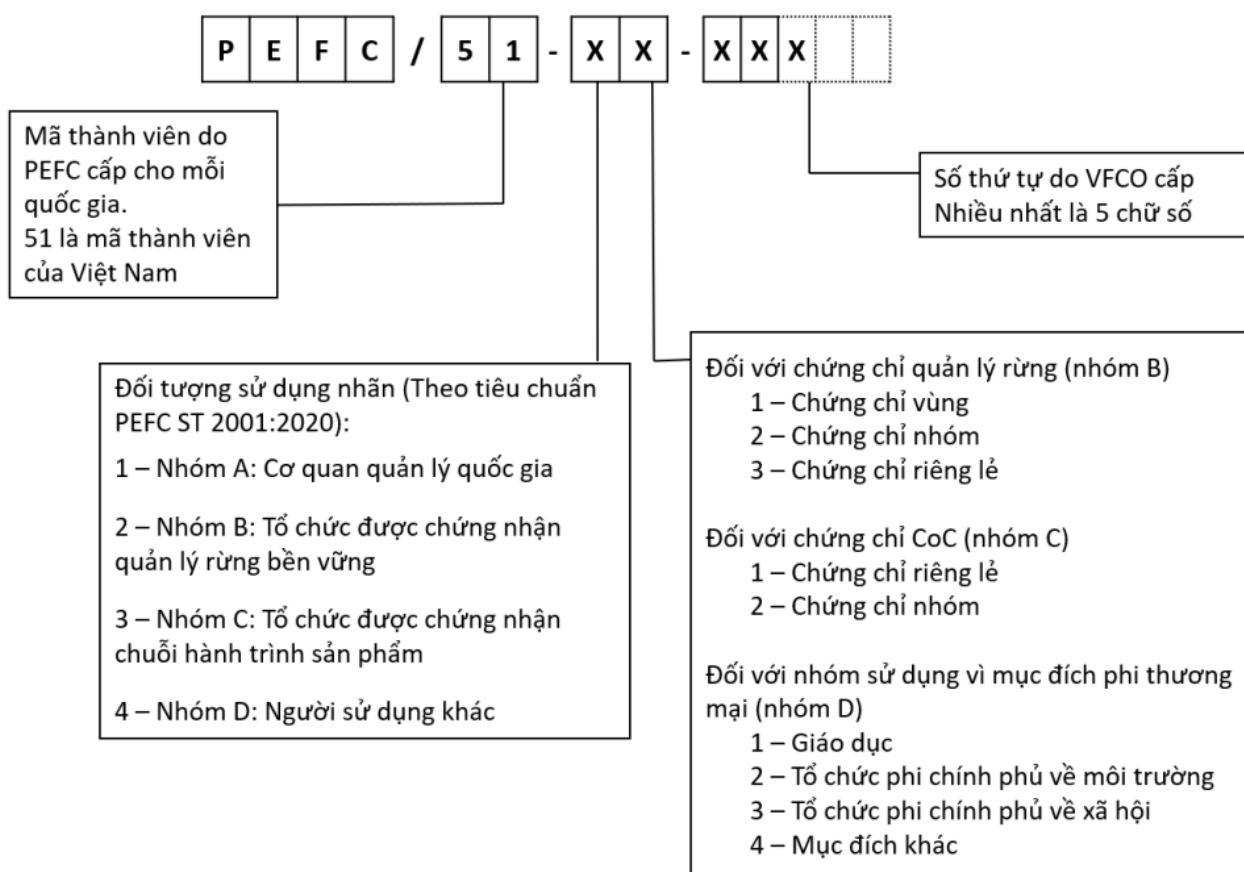 PEFC / 51 - XX - XXX
Mã thành viên do
PEFC cấp cho mỗi
quốc gia.
51 là mã thành viên
của Việt Nam
Số thứ tự do VFCO cấp
Nhiều nhất là 5 chữ số
Đối tượng sử dụng nhãn (Theo tiêu chuẩn
PEFC ST 2001:2020):
1 – Nhóm A: Cơ quan quản lý quốc gia
2 – Nhóm B: Tổ chức được chứng nhận
quản lý rừng bền vững
3 – Nhóm C: Tổ chức được chứng nhận
chuỗi hành trình sản phẩm
4 – Nhóm D: Người sử dụng khác
Đối với chứng chỉ quản lý rừng (nhóm B)
1 – Chứng chỉ vùng
2 – Chứng chỉ nhóm
3 – Chứng chỉ riêng lẻ
Đối với chứng chỉ CoC (nhóm C)
1 – Chứng chỉ riêng lẻ
2 – Chứng chỉ nhóm
Đối với nhóm sử dụng vì mục đích phi thương
mại (nhóm D)
1 – Giáo dục
2 – Tổ chức phi chính phủ về môi trường
3 – Tổ chức phi chính phủ về xã hội
4 – Mục đích khác